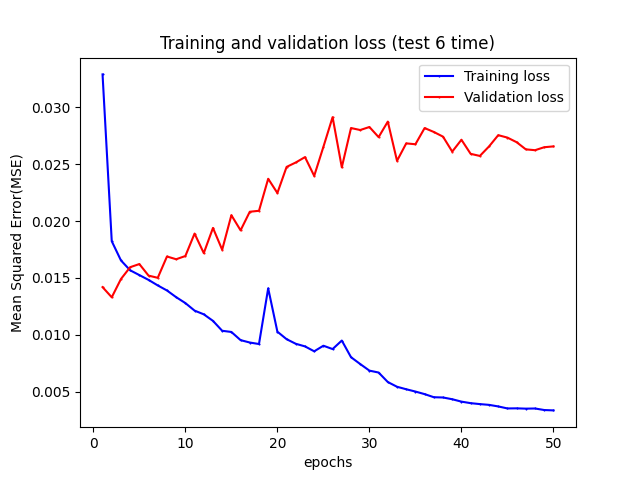 Training and validation loss (test 6 time)
Training loss
Validation loss
Mean Squared Error(MSE)
0.030
0.025
0.020
0.015
0.010
0.005
0 10 20 30 40 50
epochs